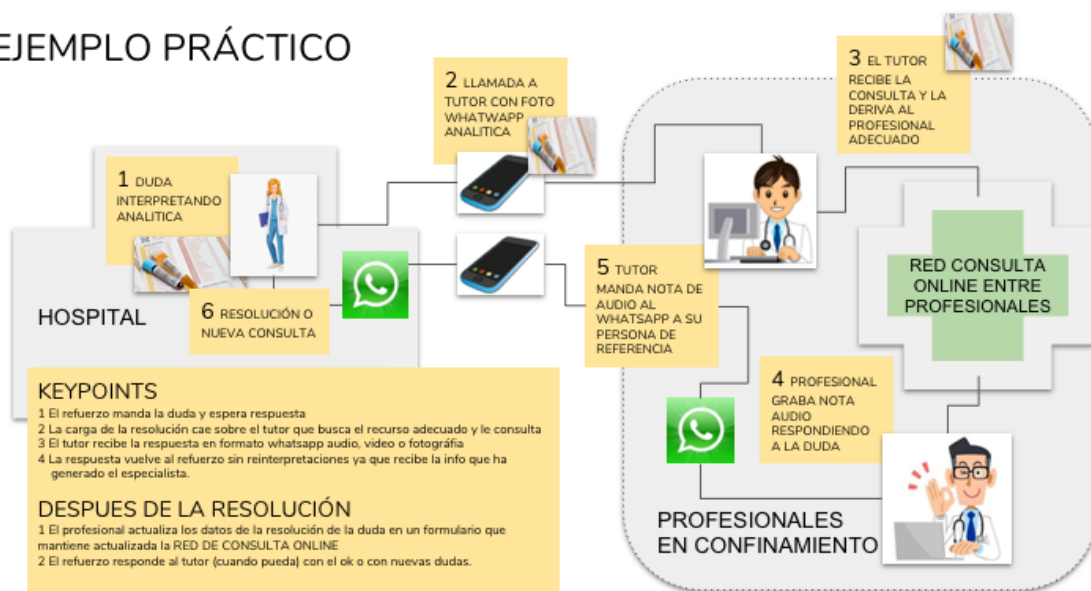 EJEMPLO PRÁCTICO
1 DUDA
INTERPRETANDO
ANALITICA
2 LLAMADA A
TUTOR CON FOTO
WHATWAPP
ANALITICA
3 EL TUTOR
RECIBE LA
CONSULTA Y LA
DERIVA AL
PROFESIONAL
ADECUADO
RED CONSULTA
ONLINE ENTRE
PROFESIONALES
5 TUTOR
MANDA NOTA DE
AUDIO AL
WHATSAPP A SU
PERSONA DE
REFERENCIA
HOSPITAL
6 RESOLUCIÓN O
NUEVA CONSULTA
4 PROFESIONAL
GRABA NOTA
AUDIO
RESPONDIENDO
A LA DUDA
PROFESIONALES
EN CONFINAMIENTO
KEYPOINTS
1 El refuerzo manda la duda y espera respuesta
2 La carga de la resolución cae sobre el tutor que busca el recurso adecuado y le consulta
3 El tutor recibe la respuesta en formato whatsapp audio, video o fotográfia
4 La respuesta vuelve al refuerzo sin reinterpretaciones ya que recibe la info que ha
generado el especialista.
DESPUES DE LA RESOLUCIÓN
1 El profesional actualiza los datos de la resolución de la duda en un formulario que
mantiene actualizada la RED DE CONSULTA ONLINE
2 El refuerzo responde al tutor (cuando pueda) con el ok o con nuevas dudas.